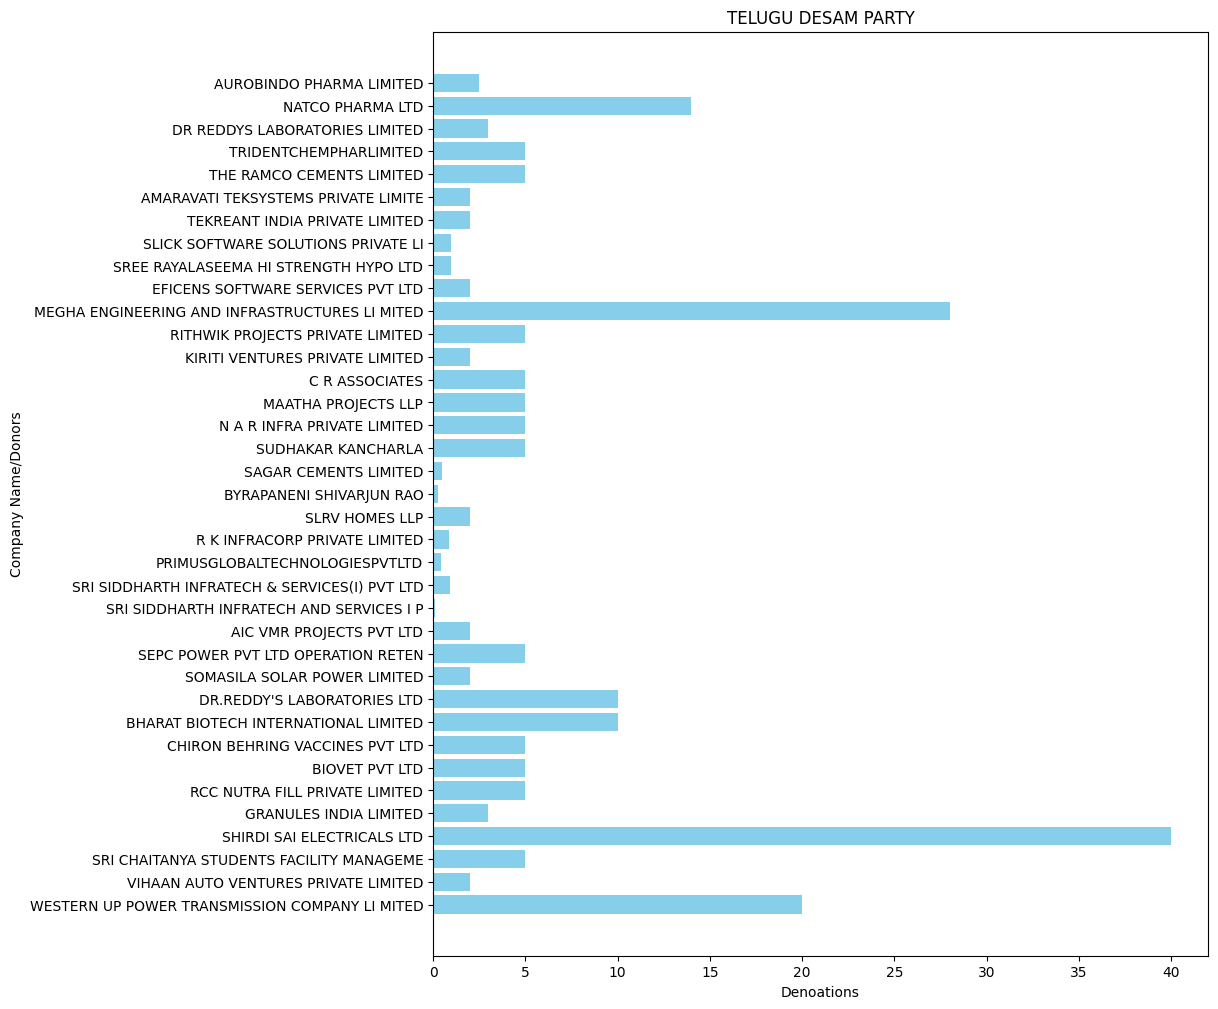 TELUGU DESAM PARTY
AUROBINDO PHARMA LIMITED
NATCO PHARMA LTD
DR REDDYS LABORATORIES LIMITED
TRIDENTCHEMPHARLIMITED
THE RAMCO CEMENTS LIMITED
AMARAVATI TEKSYSTEMS PRIVATE LIMITE
TEKREANT INDIA PRIVATE LIMITED
SLICK SOFTWARE SOLUTIONS PRIVATE LI
SREE RAYALASEEMA HI STRENGTH HYPO LTD
EFICENS SOFTWARE SERVICES PVT LTD
MEGHA ENGINEERING AND INFRASTRUCTURES LI MITED
RITHWIK PROJECTS PRIVATE LIMITED
KIRITI VENTURES PRIVATE LIMITED
C R ASSOCIATES
MAATHA PROJECTS LLP
N A R INFRA PRIVATE LIMITED
SUDHAKAR KANCHARLA
SAGAR CEMENTS LIMITED
BYRAPANENI SHIVARJUN RAO
SLRV HOMES LLP
R K INFRACORP PRIVATE LIMITED
PRIMUSGLOBALTECHNOLOGIESPVTLTD
SRI SIDDHARTH INFRATECH & SERVICES(I) PVT LTD
SRI SIDDHARTH INFRATECH AND SERVICES I P
AIC VMR PROJECTS PVT LTD
SEPC POWER PVT LTD OPERATION RETEN
SOMASILA SOLAR POWER LIMITED
DR.REDDY'S LABORATORIES LTD
BHARAT BIOTECH INTERNATIONAL LIMITED
CHIRON BEHRING VACCINES PVT LTD
BIOVET PVT LTD
RCC NUTRA FILL PRIVATE LIMITED
GRANULES INDIA LIMITED
SHIRDI SAI ELECTRICALS LTD
SRI CHAITANYA STUDENTS FACILITY MANAGEME
VIHAAN AUTO VENTURES PRIVATE LIMITED
WESTERN UP POWER TRANSMISSION COMPANY LI MITED
Company Name/Donors
0 5 10 15 20 25 30 35 40
Denoations